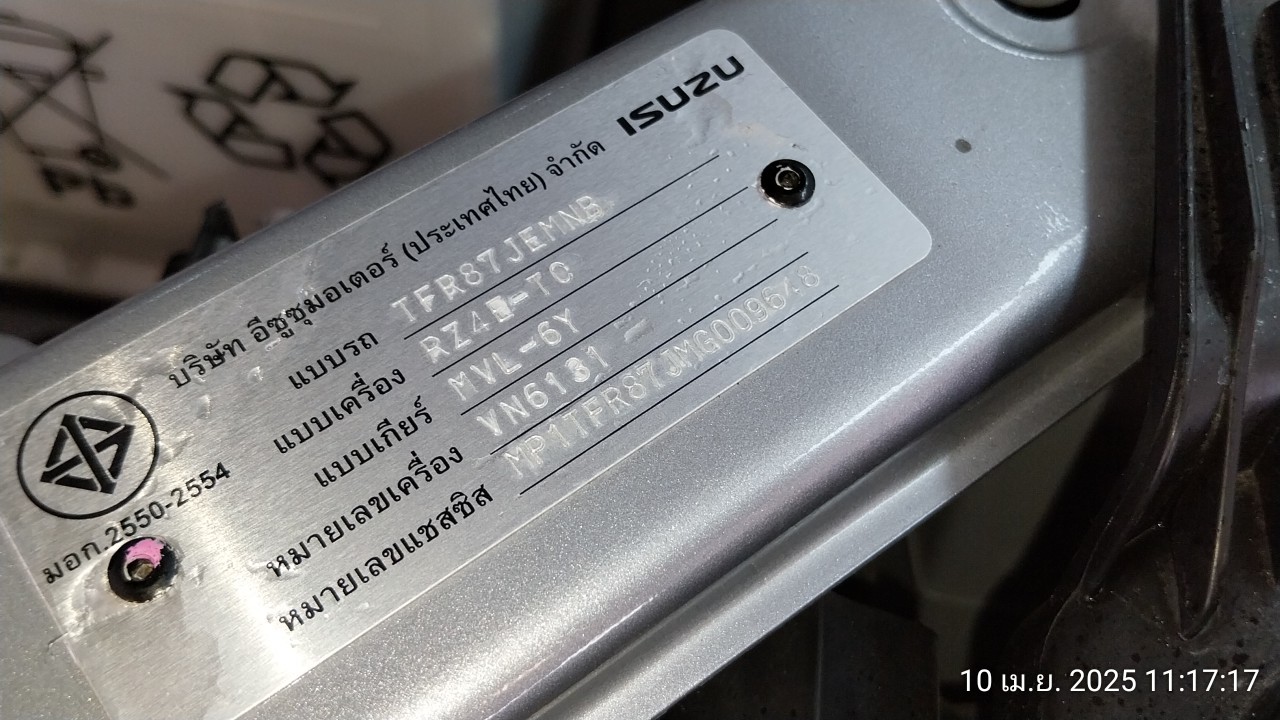 Pb
ISUZU
บริษัท อีซูซุมอเตอร์ (ประเทศไทย) จำกัด
แบบรถ TFR87JEMNB
แบบเครื่อง
แบบเกียร์ MVL-6Y
หมายเลขเครื่อง VN6131
หมายเลขแชสซิส MP1TFR87JMG009648
มอก.2550-2554
10 เม.ย. 2025 11:17:17